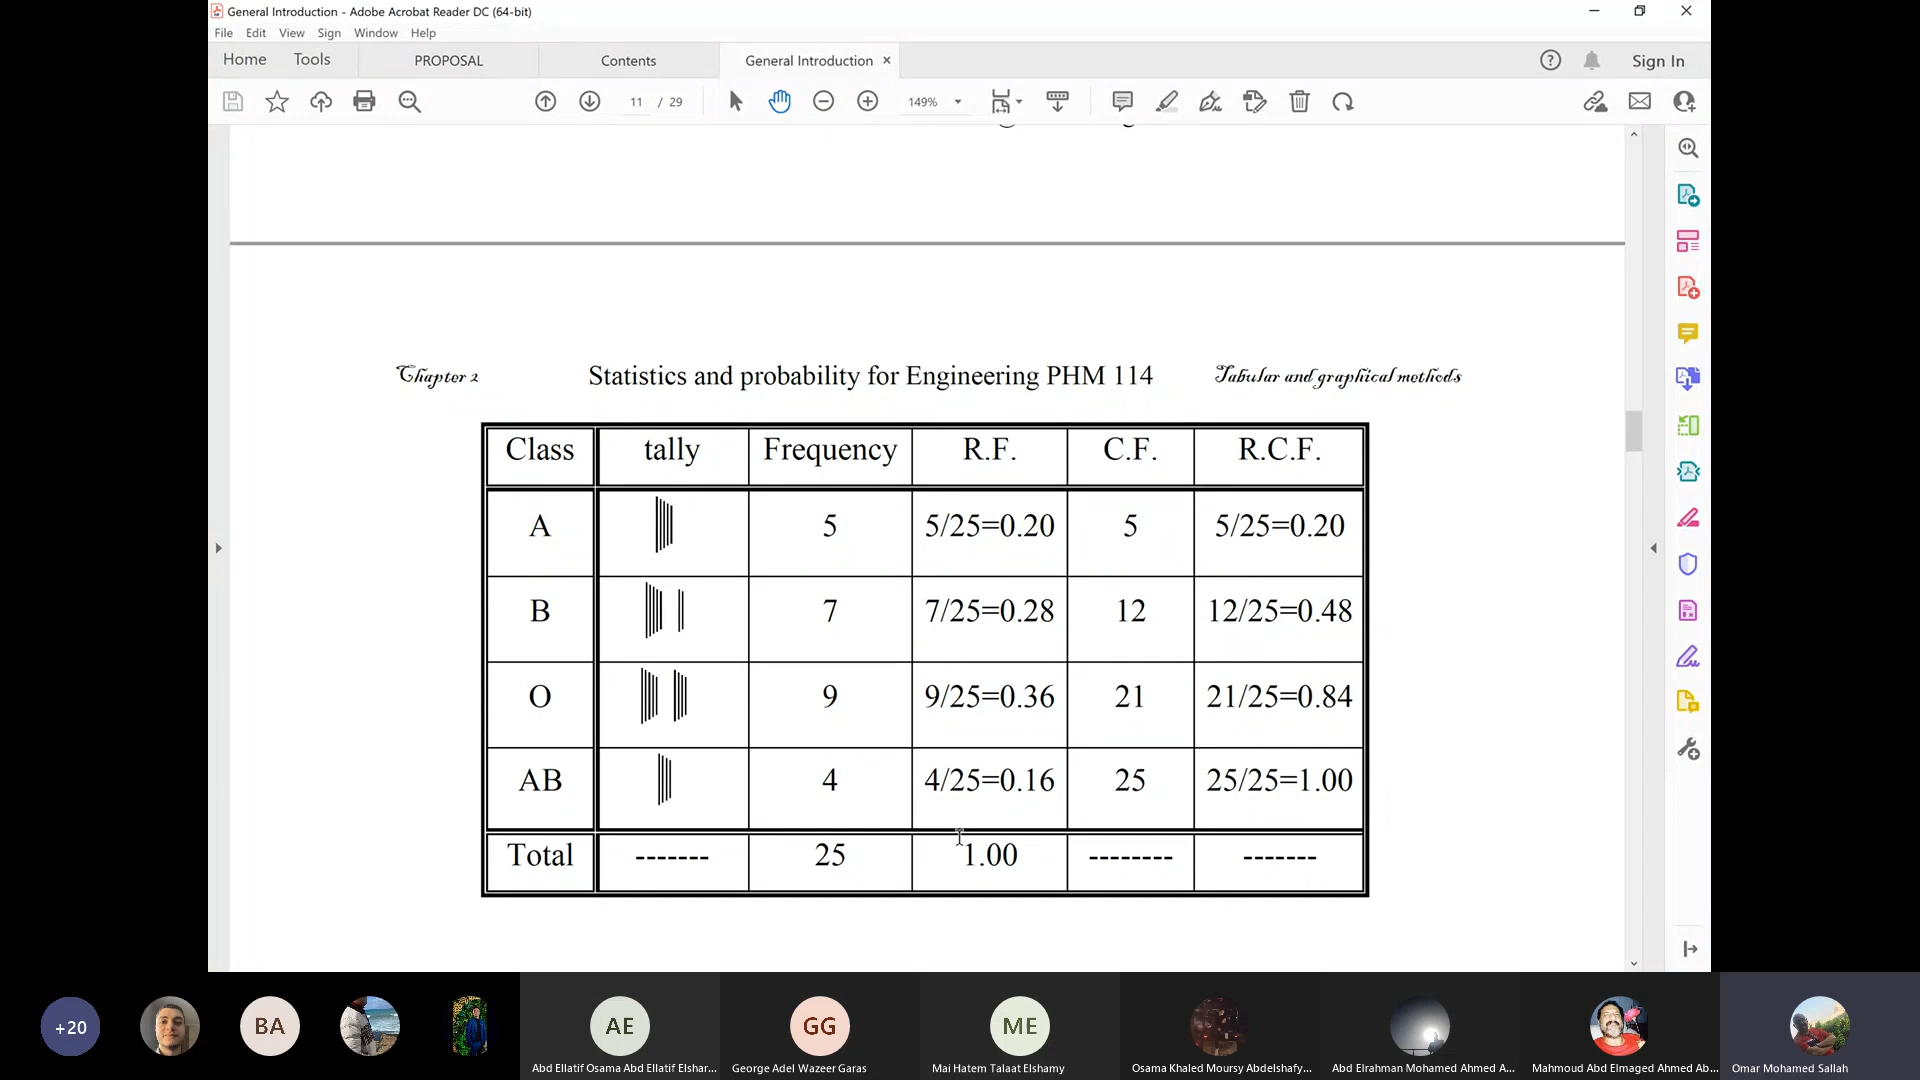 General Introduction - Adobe Acrobat Reader DC (64-bit)
File Edit View Sign Window Help
Home Tools PROPOSAL Contents General Introduction × Sign In
11 / 29 149%
Chapter 2 Statistics and probability for Engineering PHM 114 Tabular and graphical methods
Class tally Frequency R.F. C.F. R.C.F.
A 5 5/25=0.20 5 5/25=0.20
B 7 7/25=0.28 12 12/25=0.48
O 9 9/25=0.36 21 21/25=0.84
AB 4 4/25=0.16 25 25/25=1.00
Total ------- 25 1.00 -------- -------
+20 BA AE GG ME
Abd Ellatif Osama Abd Ellatif Elshar... George Adel Wazeer Garas Mai Hatem Talaat Elshamy Osama Khaled Moursy Abdelshafy... Abd Elrahman Mohamed Ahmed A... Mahmoud Abd Elmaged Ahmed Ab... Omar Mohamed Sallah